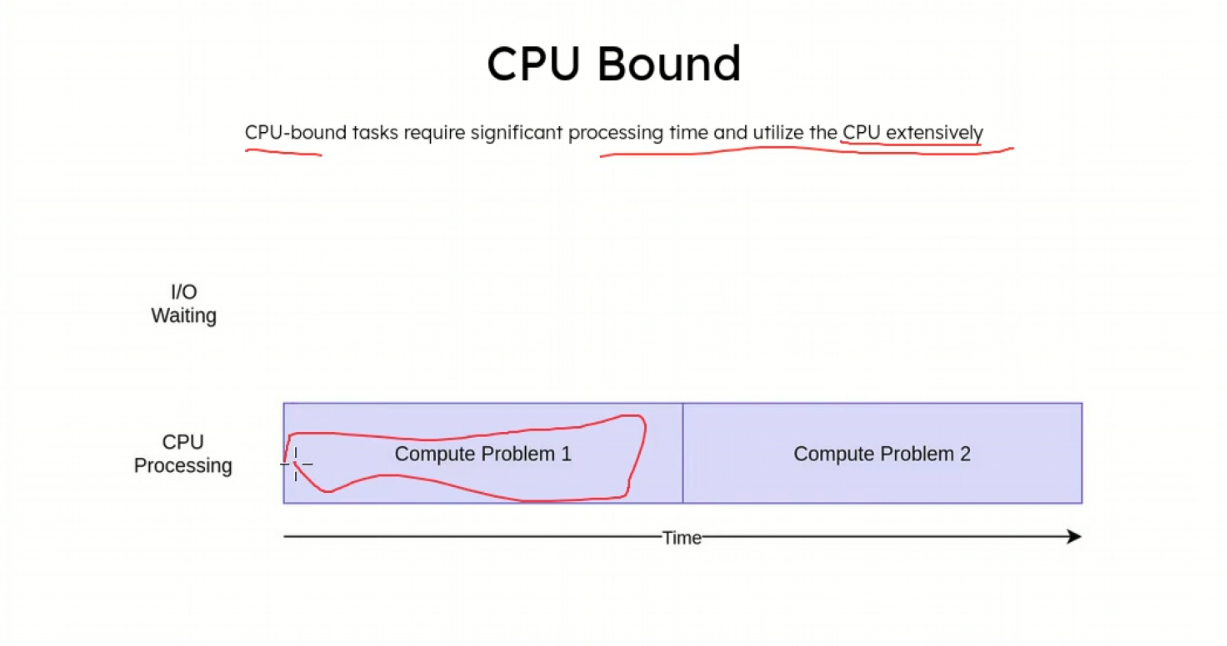 CPU Bound
CPU-bound tasks require significant processing time and utilize the CPU extensively
I/O
Waiting
CPU
Processing
Compute Problem 1
Compute Problem 2
Time